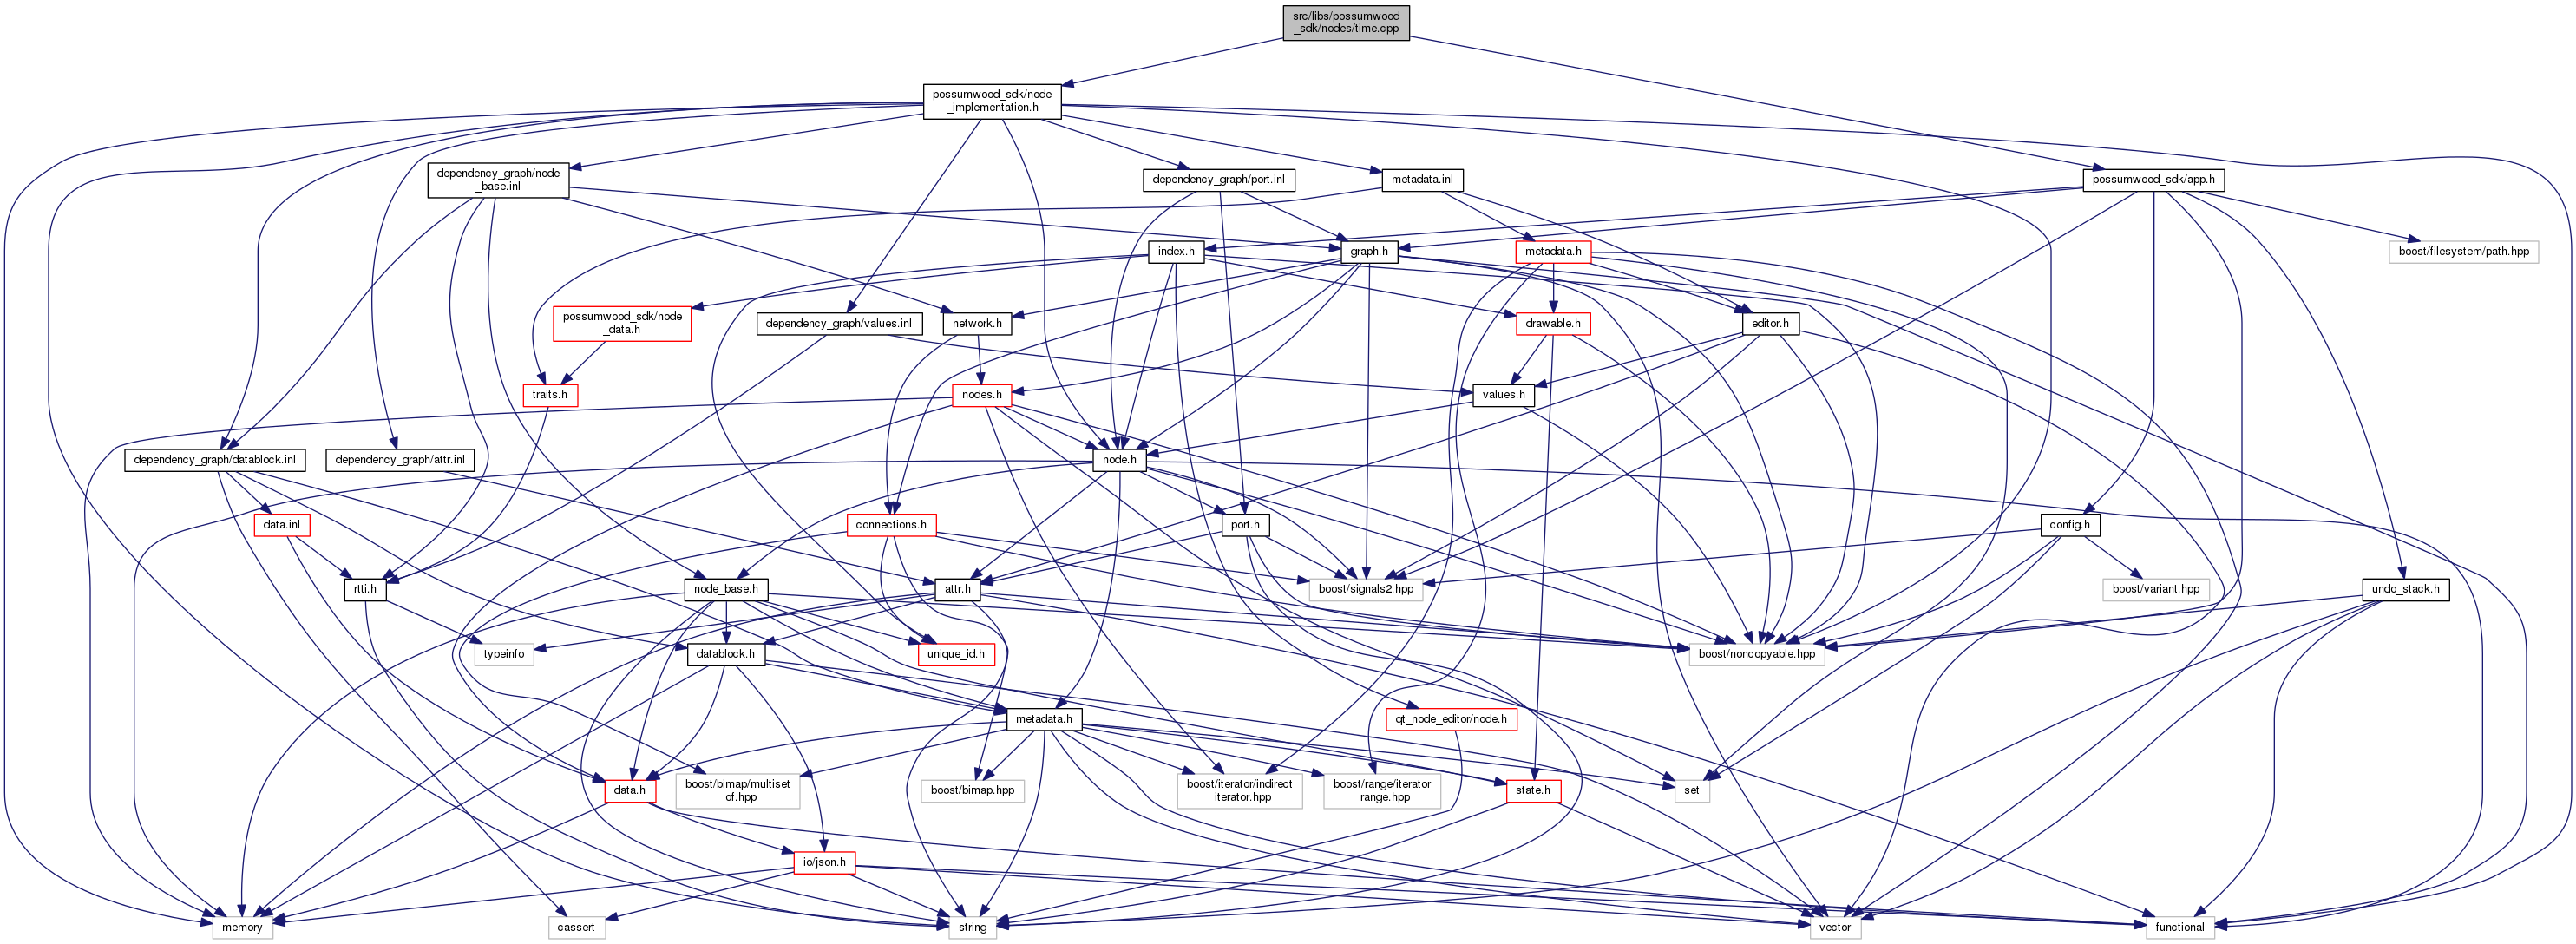 src/libs/possumwood
_sdk/nodes/time.cpp
possumwood_sdk/node
_implementation.h
dependency_graph/node
_base.inl
dependency_graph/port.inl
metadata.inl
possumwood_sdk/app.h
index.h
graph.h
metadata.h
boost/filesystem/path.hpp
possumwood_sdk/node
_data.h
dependency_graph/values.inl
network.h
drawable.h
editor.h
traits.h
nodes.h
values.h
dependency_graph/datablock.inl
dependency_graph/attr.inl
node.h
data.inl
connections.h
port.h
config.h
rtti.h
node_base.h
attr.h
boost/signals2.hpp
boost/variant.hpp
undo_stack.h
typeinfo
datablock.h
unique_id.h
boost/noncopyable.hpp
metadata.h
qt_node_editor/node.h
data.h
boost/bimap/multiset
_of.hpp
boost/bimap.hpp
boost/iterator/indirect
_iterator.hpp
boost/range/iterator
_range.hpp
state.h
set
io/json.h
memory
cassert
string
vector
functional